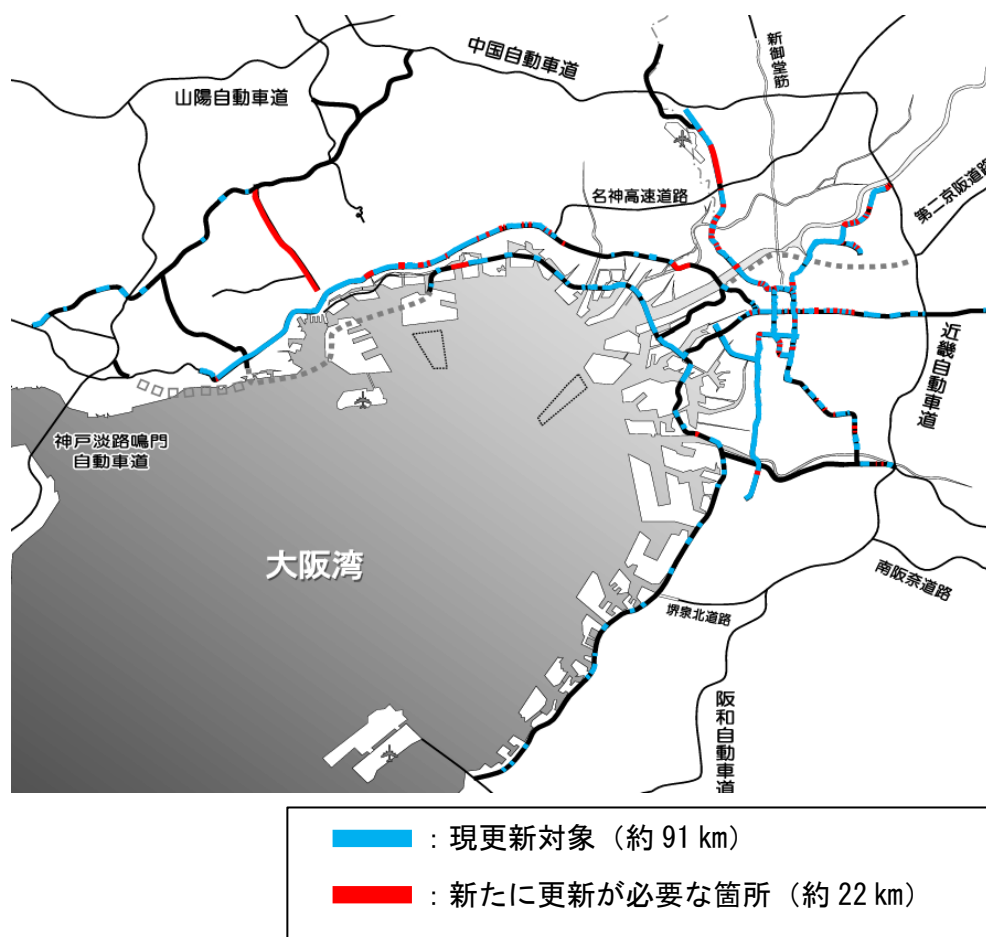 中国自動車道
新御堂筋
山陽自動車道
第二京阪道路
名神高速道路
近畿自動車道
神戸淡路鳴門
自動車道
大阪湾
南阪奈道路
堺泉北道路
阪和自動車道
：現更新対象（約 91 km）
：新たに更新が必要な箇所（約 22 km）